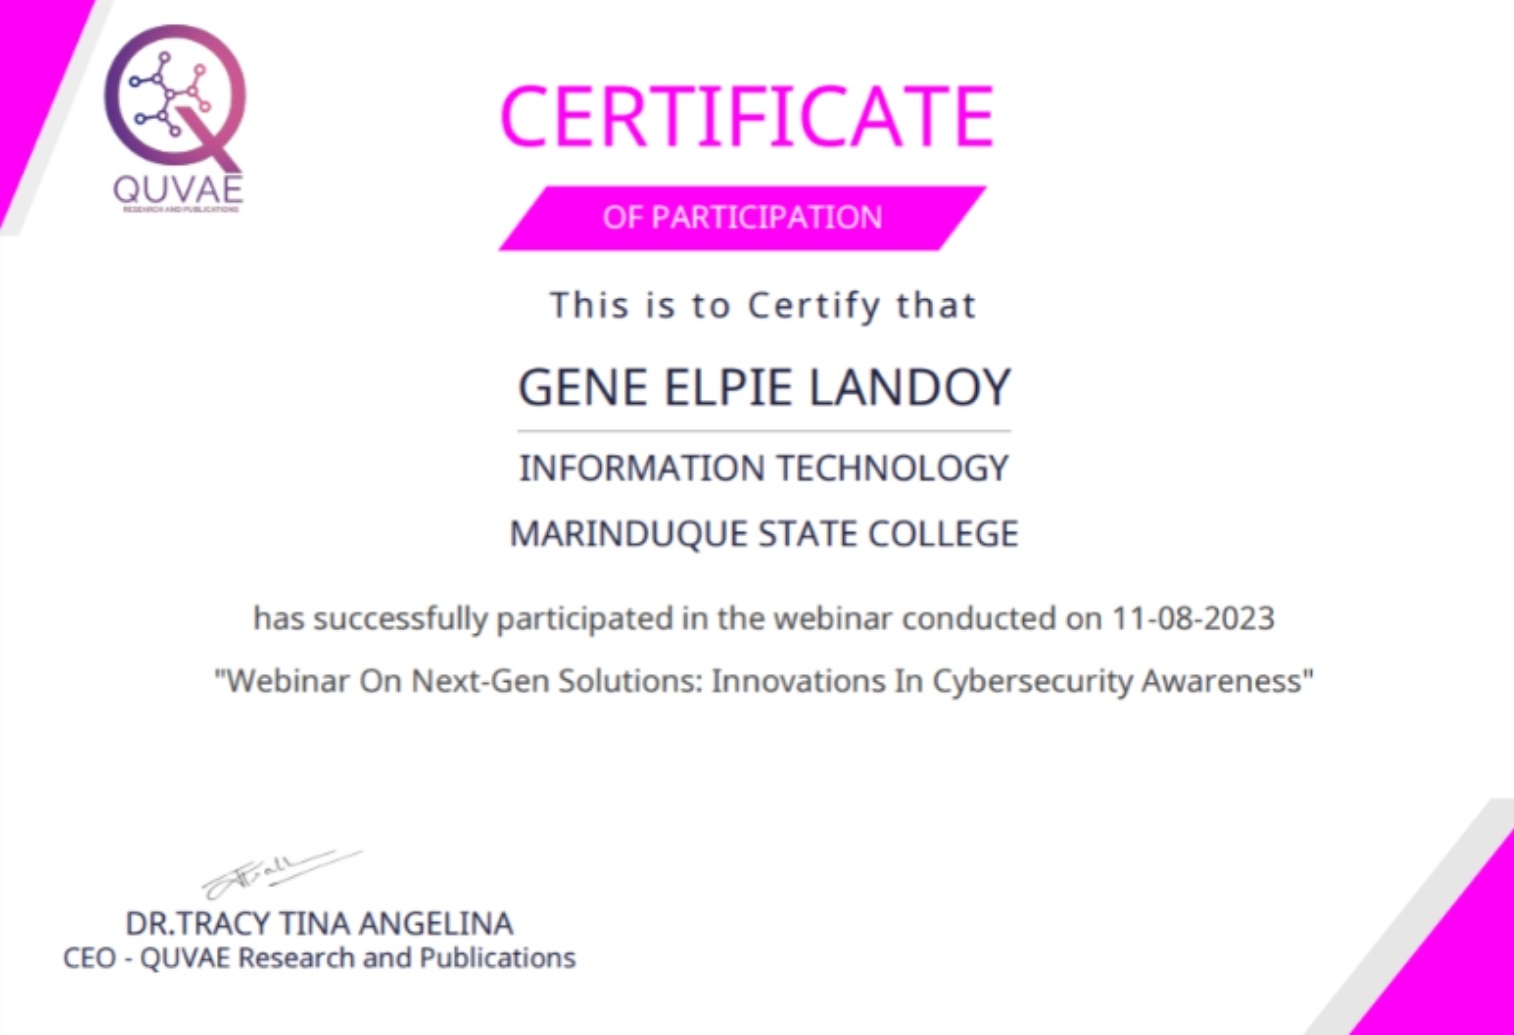 QUVAE
RESEARCH AND PUBLICATIONS
CERTIFICATE
OF PARTICIPATION
This is to Certify that
GENE ELPIE LANDOY
INFORMATION TECHNOLOGY
MARINDUQUE STATE COLLEGE
has successfully participated in the webinar conducted on 11-08-2023
"Webinar On Next-Gen Solutions: Innovations In Cybersecurity Awareness"
DR.TRACY TINA ANGELINA
CEO - QUVAE Research and Publications